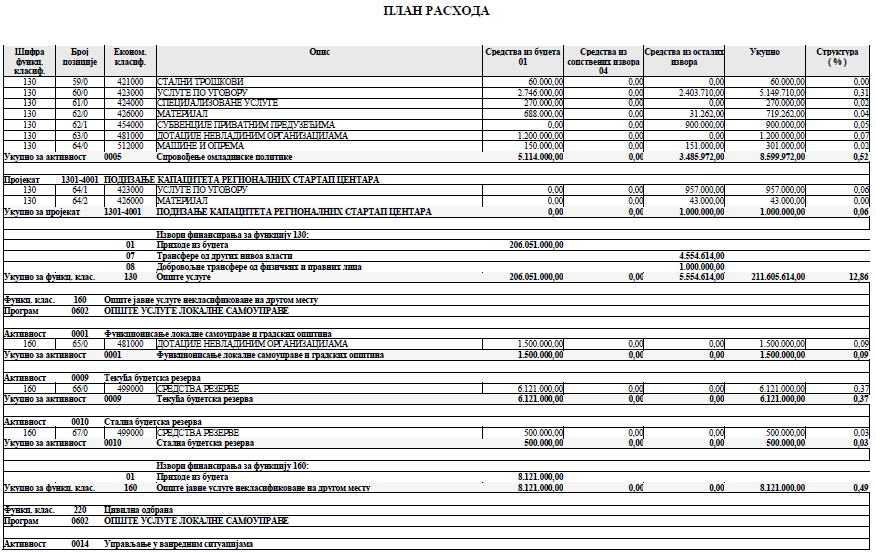 ПЛАН РАСХОДА
Шифра функц. класиф. Број позиције Економ. класиф. Опис Средства из буџета 01 Средства из сопствених извора 04 Средства из осталих извора Укупно Структура ( % )
130 59/0 421000 СТАЛНИ ТРОШКОВИ 60.000,00 0,00 0,00 60.000,00 0,00
130 60/0 423000 УСЛУГЕ ПО УГОВОРУ 2.746.000,00 0,00 2.403.710,00 5.149.710,00 0,31
130 61/0 424000 СПЕЦИЈАЛИЗОВАНЕ УСЛУГЕ 270.000,00 0,00 0,00 270.000,00 0,02
130 62/0 426000 МАТЕРИЈАЛ 688.000,00 0,00 31.262,00 719.262,00 0,04
130 62/1 454000 СУБВЕНЦИЈЕ ПРИВАТНИМ ПРЕДУЗЕЋИМА 0,00 0,00 900.000,00 900.000,00 0,05
130 63/0 481000 ДОТАЦИЈЕ НЕВЛАДИНИМ ОРГАНИЗАЦИЈАМА 1.200.000,00 0,00 0,00 1.200.000,00 0,07
130 64/0 512000 МАШИНЕ И ОПРЕМА 150.000,00 0,00 151.000,00 301.000,00 0,02
Укупно за активност 0005 Спровођење омладинске политике 5.114.000,00 0,00 3.485.972,00 8.599.972,00 0,52
Пројекат 1301-4001 ПОДИЗАЊЕ КАПАЦИТЕТА РЕГИОНАЛНИХ СТАРТАП ЦЕНТАРА
130 64/1 423000 УСЛУГЕ ПО УГОВОРУ 0,00 0,00 957.000,00 957.000,00 0,06
130 64/2 426000 МАТЕРИЈАЛ 0,00 0,00 43.000,00 43.000,00 0,00
Укупно за пројекат 1301-4001 ПОДИЗАЊЕ КАПАЦИТЕТА РЕГИОНАЛНИХ СТАРТАП ЦЕНТАРА 0,00 0,00 1.000.000,00 1.000.000,00 0,06
Извори финансирања за функцију 130:
01 Приходе из буџета 206.051.000,00
07 Трансфере од других нивоа власти 4.554.614,00
08 Добровољне трансфере од физичких и правних лица 1.000.000,00
Укупно за функц. клас. 130 Опште услуге 206.051.000,00 0,00 5.554.614,00 211.605.614,00 12,86
Функц. клас. 160 Опште јавне услуге некласификоване на другом месту
Програм 0602 ОПШТЕ УСЛУГЕ ЛОКАЛНЕ САМОУПРАВЕ
Активност 0001 Функционисање локалне самоуправе и градских општина
160 65/0 481000 ДОТАЦИЈЕ НЕВЛАДИНИМ ОРГАНИЗАЦИЈАМА 1.500.000,00 0,00 0,00 1.500.000,00 0,09
Укупно за активност 0001 Функционисање локалне самоуправе и градских општина 1.500.000,00 0,00 0,00 1.500.000,00 0,09
Активност 0009 Текућа буџетска резерва
160 66/0 499000 СРЕДСТВА РЕЗЕРВЕ 6.121.000,00 0,00 0,00 6.121.000,00 0,37
Укупно за активност 0009 Текућа буџетска резерва 6.121.000,00 0,00 0,00 6.121.000,00 0,37
Активност 0010 Стална буџетска резерва
160 67/0 499000 СРЕДСТВА РЕЗЕРВЕ 500.000,00 0,00 0,00 500.000,00 0,03
Укупно за активност 0010 Стална буџетска резерва 500.000,00 0,00 0,00 500.000,00 0,03
Извори финансирања за функцију 160:
01 Приходе из буџета 8.121.000,00
Укупно за функц. клас. 160 Опште јавне услуге некласификоване на другом месту 8.121.000,00 0,00 0,00 8.121.000,00 0,49
Функц. клас. 220 Цивилна одбрана
Програм 0602 ОПШТЕ УСЛУГЕ ЛОКАЛНЕ САМОУПРАВЕ
Активност 0014 Управљање у ванредним ситуацијама